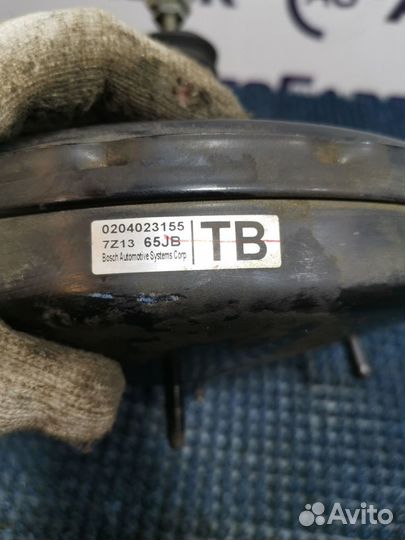 0204023155
7Z13 65JB
Bosch Automotive Systems Corp
TB
Avito